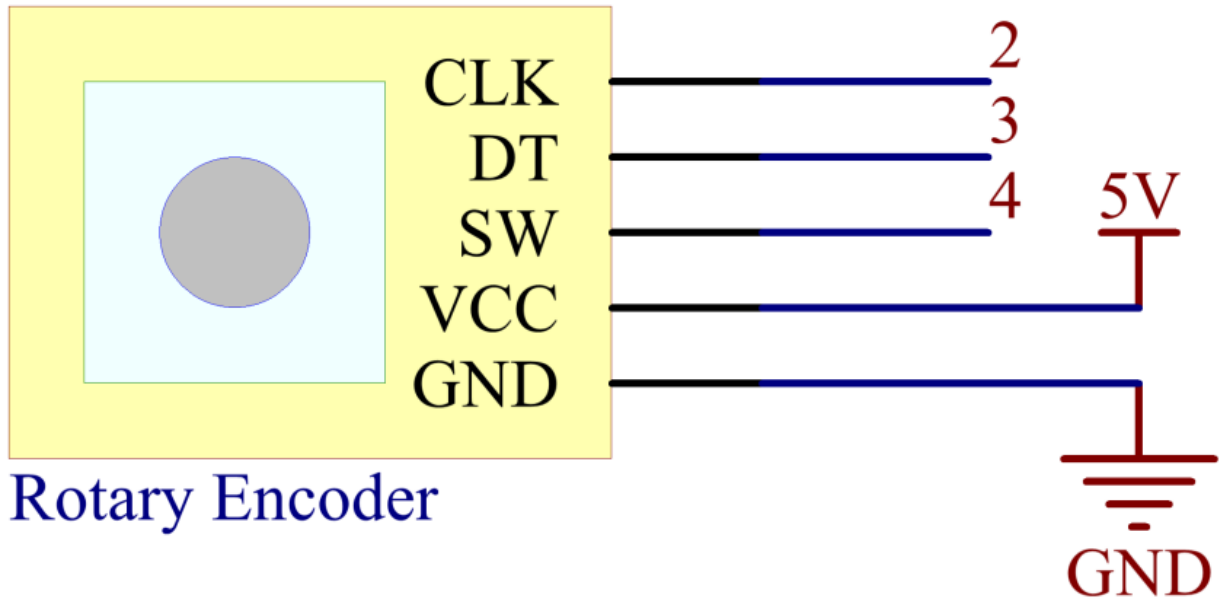 2
CLK
3
DT
4
5V
SW
VCC
GND
Rotary Encoder
GND